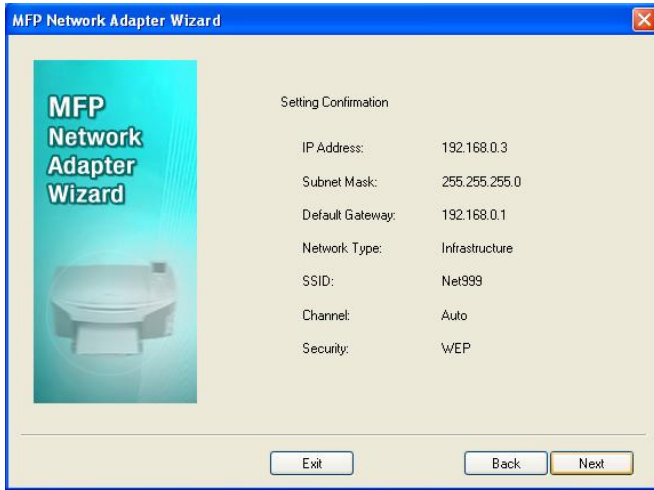 MFP Network Adapter Wizard
MFP
Network
Adapter
Wizard
Setting Confirmation
IP Address: 192.168.0.3
Subnet Mask: 255.255.255.0
Default Gateway: 192.168.0.1
Network Type: Infrastructure
SSID: Net999
Channel: Auto
Security: WEP
Exit Back Next